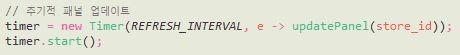 // 주기적 패널 업데이트
timer = new Timer(REFRESH_INTERVAL, e -> updatePanel(store_id));
timer.start();